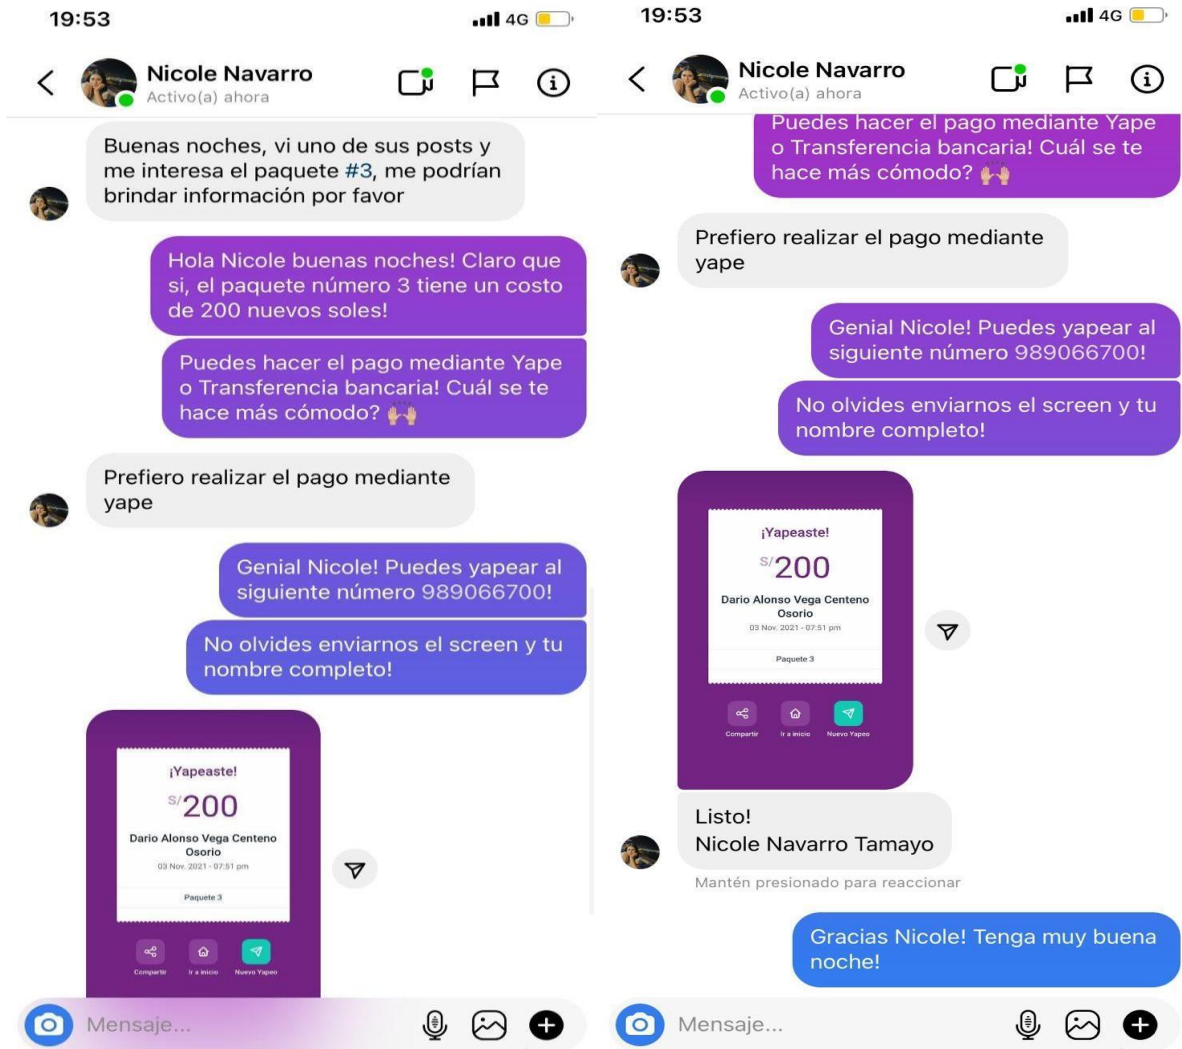 19:53
4G
Nicole Navarro
Activo(a) ahora
Buenas noches, vi uno de sus posts y
me interesa el paquete #3, me podrían
brindar información por favor
Hola Nicole buenas noches! Claro que
si, el paquete número 3 tiene un costo
de 200 nuevos soles!
Puedes hacer el pago mediante Yape
o Transferencia bancaria! Cuál se te
hace más cómodo? 🙌🏼
Prefiero realizar el pago mediante
yape
Genial Nicole! Puedes yapear al
siguiente número 989066700!
No olvides enviarnos el screen y tu
nombre completo!
¡Yapeaste!
S/200
Dario Alonso Vega Centeno
Osorio
03 Nov. 2021 - 07:51 pm
Paquete 3
Compartir Ir a inicio Nuevo Yapeo
Mensaje...
19:53
4G
Nicole Navarro
Activo(a) ahora
Puedes hacer el pago mediante Yape
o Transferencia bancaria! Cuál se te
hace más cómodo? 🙌🏼
Prefiero realizar el pago mediante
yape
Genial Nicole! Puedes yapear al
siguiente número 989066700!
No olvides enviarnos el screen y tu
nombre completo!
¡Yapeaste!
S/200
Dario Alonso Vega Centeno
Osorio
03 Nov. 2021 - 07:51 pm
Paquete 3
Compartir Ir a inicio Nuevo Yapeo
Listo!
Nicole Navarro Tamayo
Mantén presionado para reaccionar
Gracias Nicole! Tenga muy buena
noche!
Mensaje...